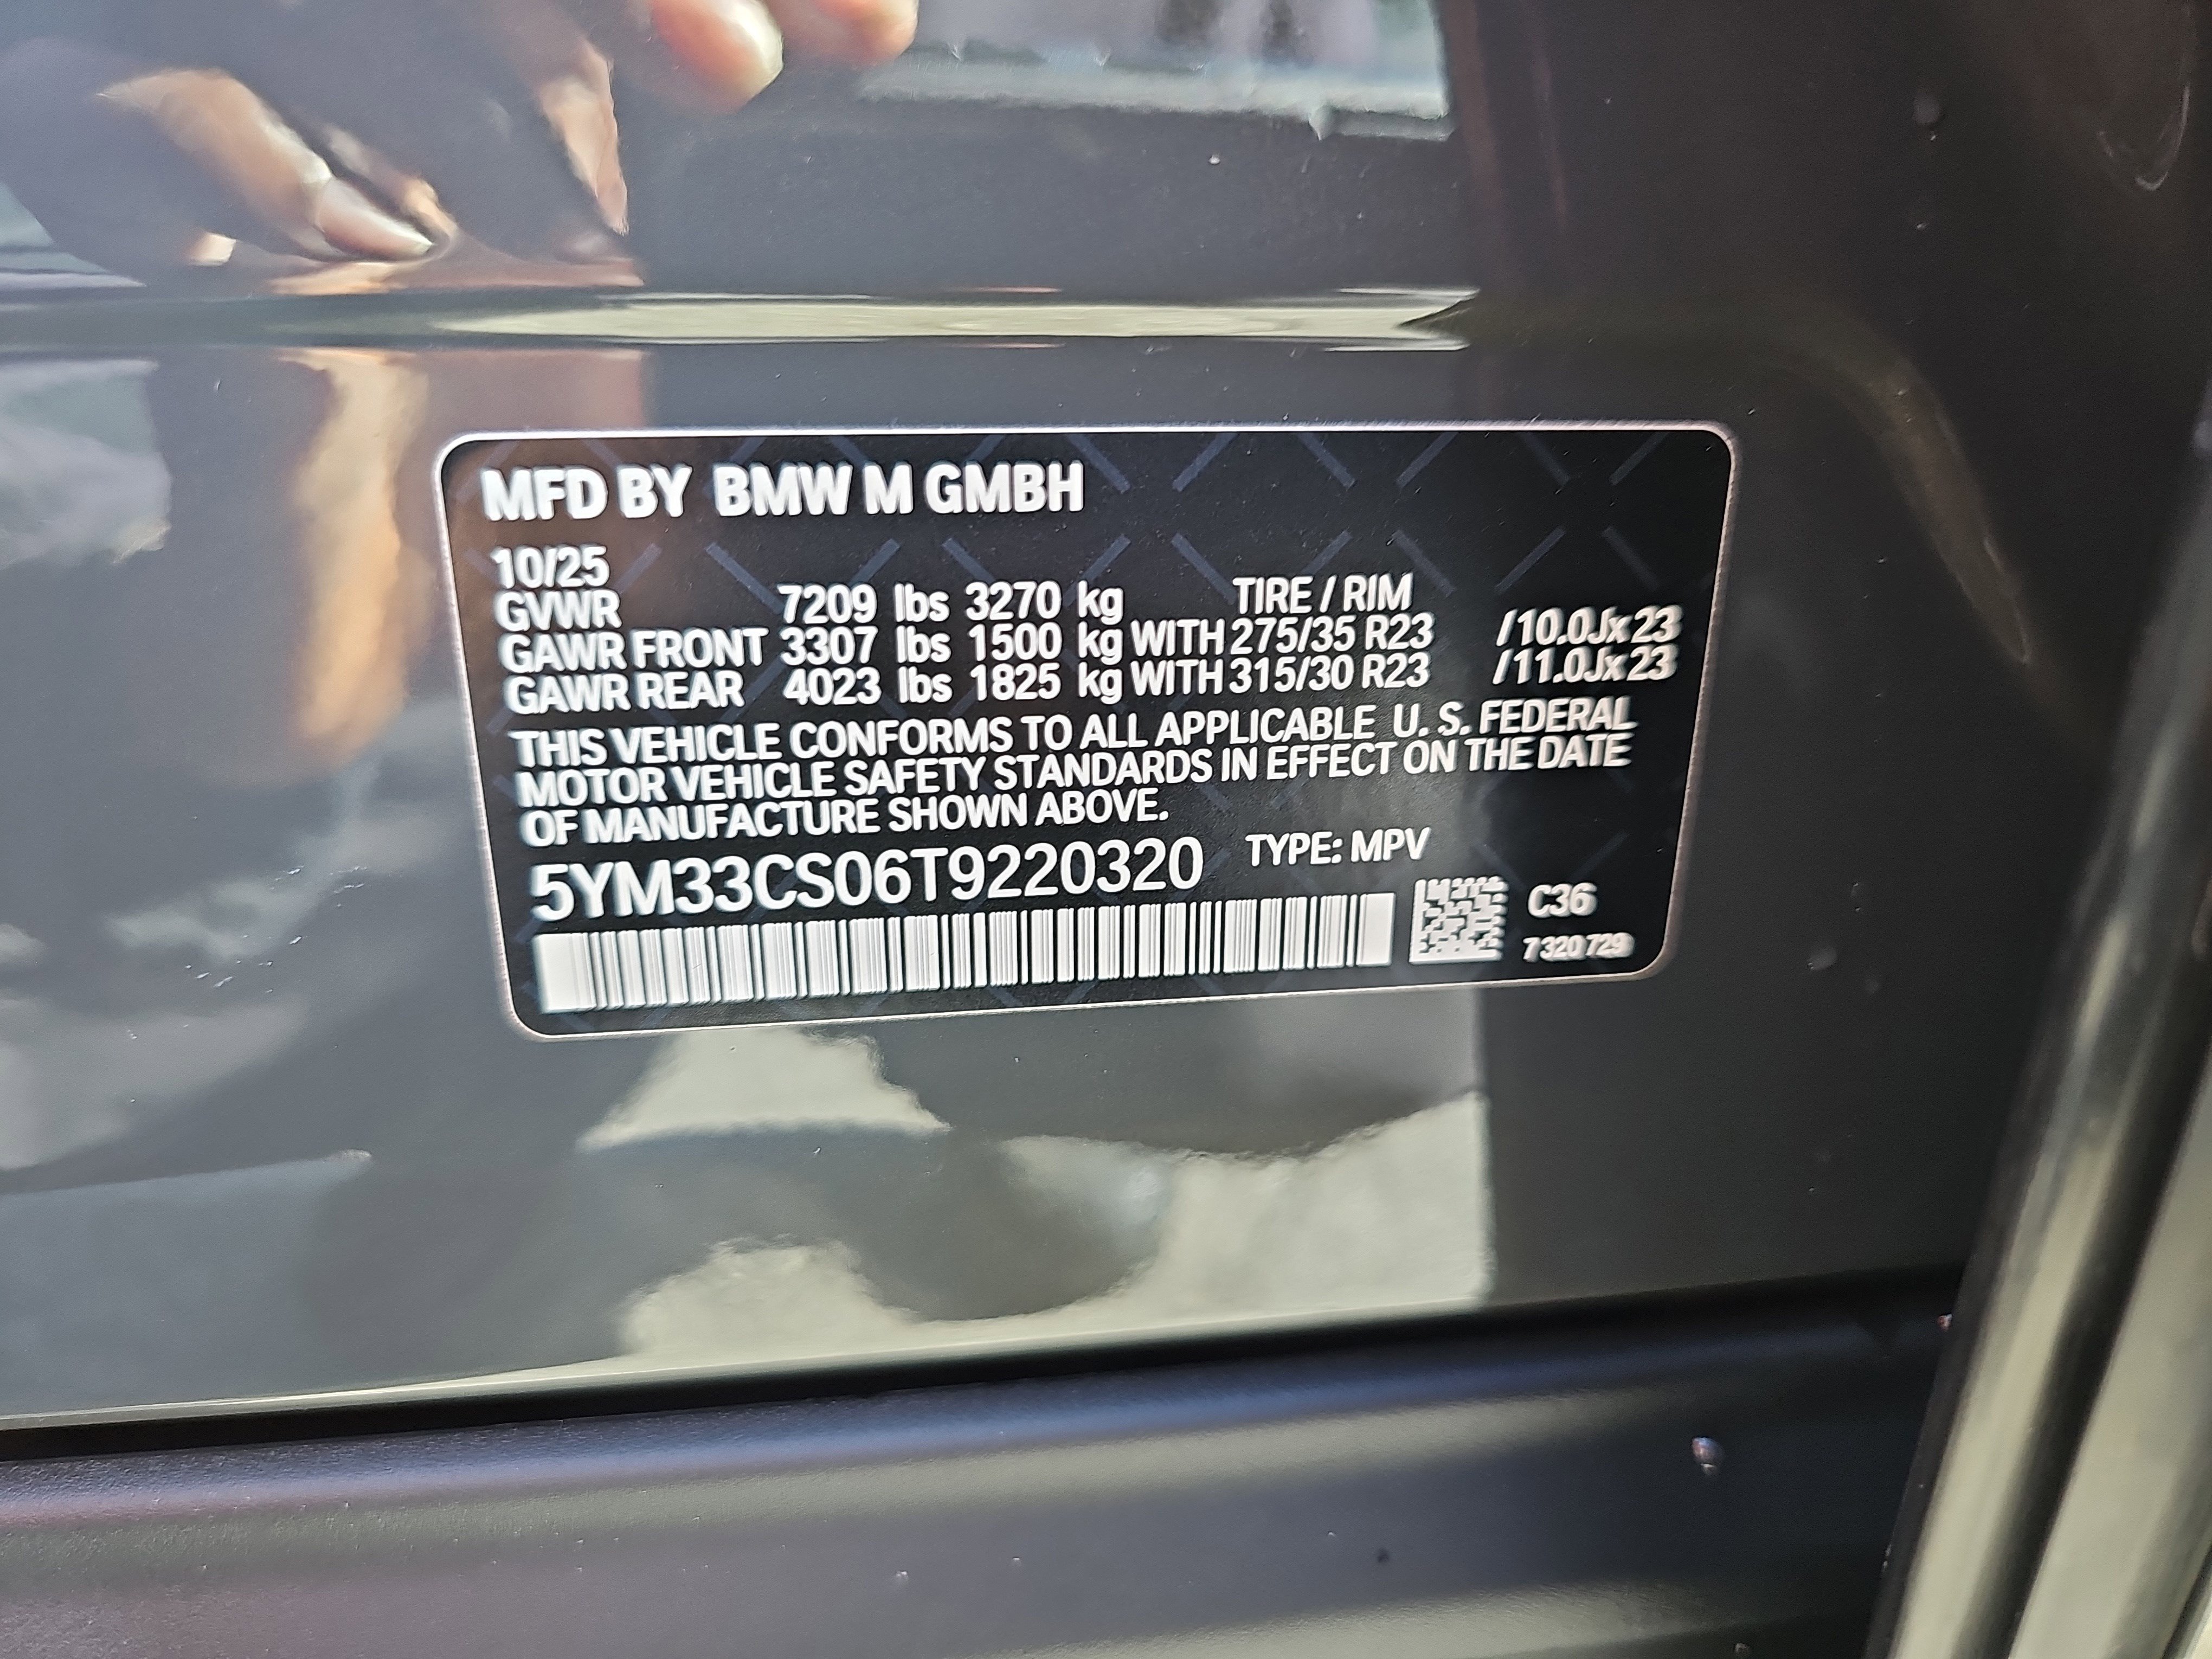 MFD BY BMW M GMBH
10/25
GVWR 7209 lbs 3270 kg TIRE / RIM
GAWR FRONT 3307 lbs 1500 kg WITH 275/35 R23 /10.0Jx23
GAWR REAR 4023 lbs 1825 kg WITH 315/30 R23 /11.0Jx23
THIS VEHICLE CONFORMS TO ALL APPLICABLE U. S. FEDERAL
MOTOR VEHICLE SAFETY STANDARDS IN EFFECT ON THE DATE
OF MANUFACTURE SHOWN ABOVE.
5YM33CS06T9220320 TYPE: MPV
C36
7320729